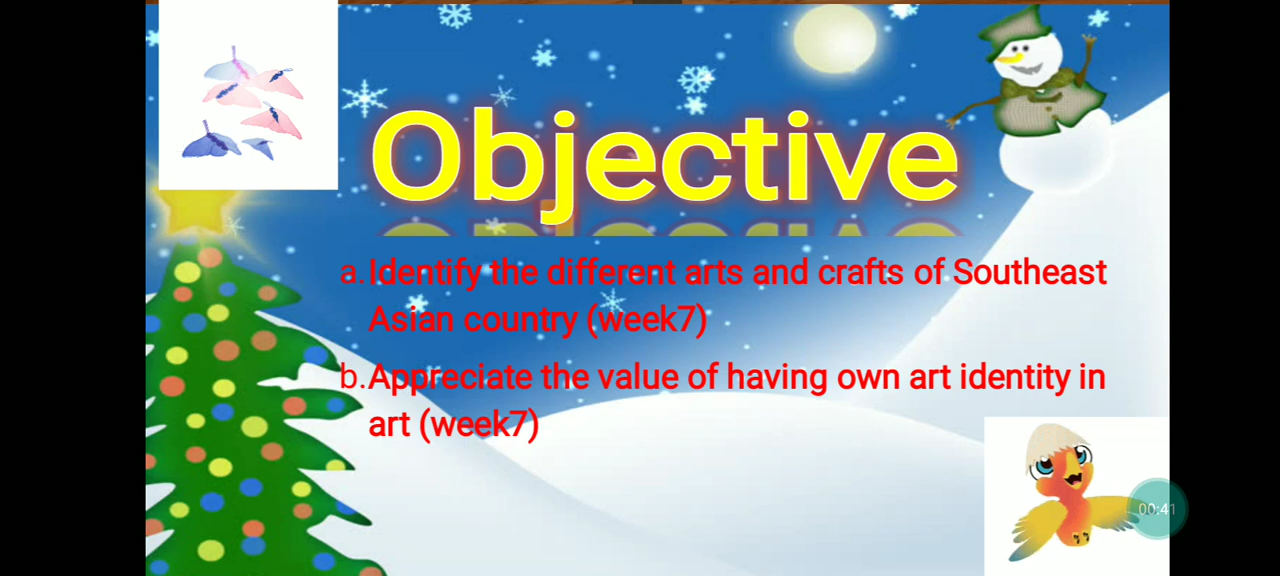 Objective
a. Identify the different arts and crafts of Southeast
Asian country (week7)
b. Appreciate the value of having own art identity in
art (week7)
00:41